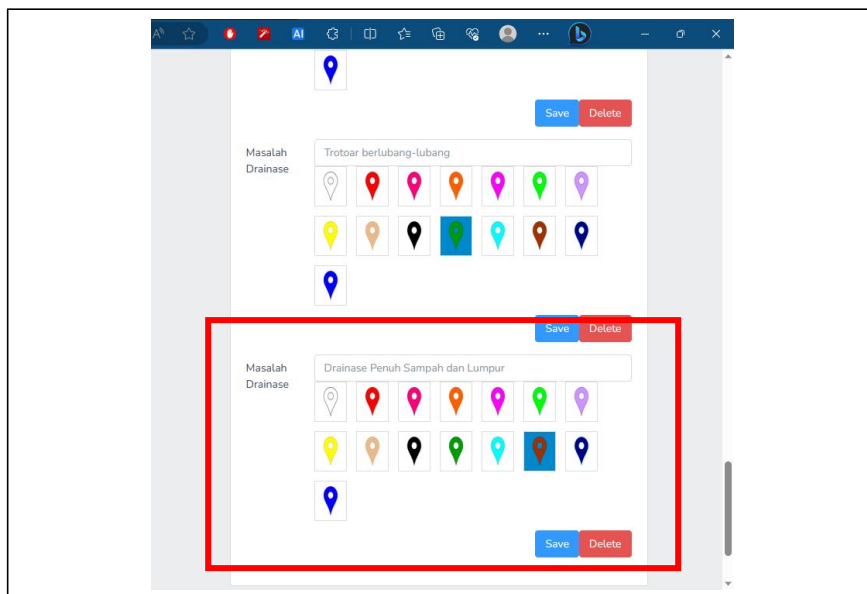 A AI
Save Delete
Masalah Drainase
Trotoar berlubang-lubang
Save Delete
Masalah Drainase
Drainase Penuh Sampah dan Lumpur
Save Delete